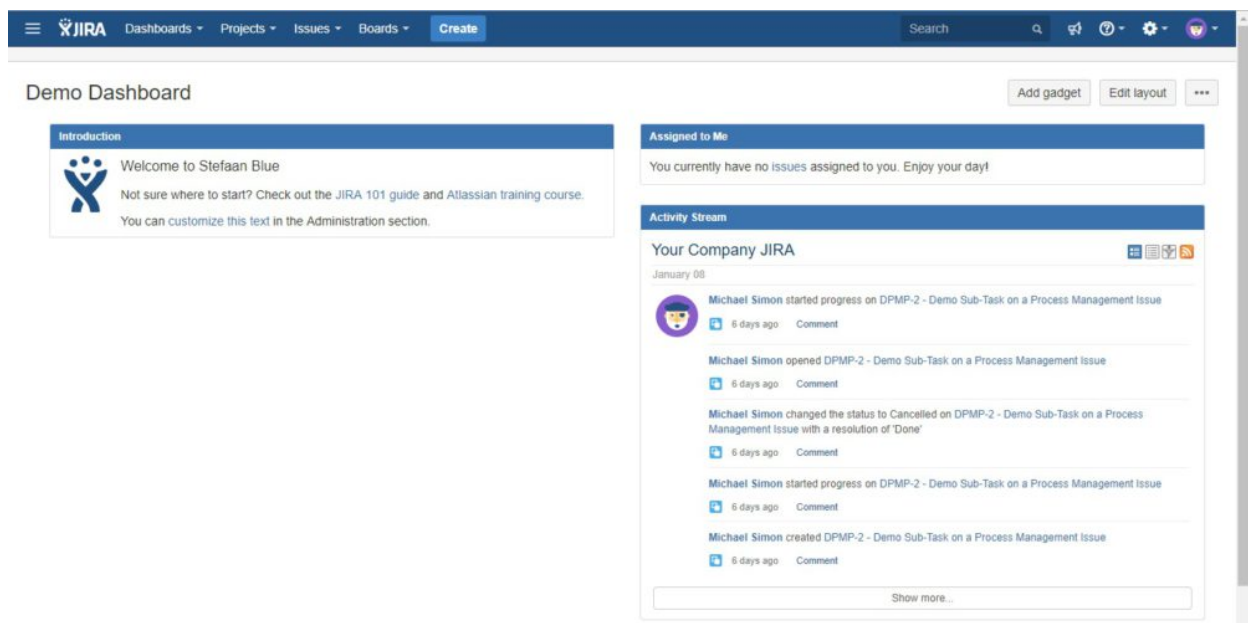 JIRA Dashboards Projects Issues Boards Create Search
Demo Dashboard
Add gadget Edit layout
Introduction
Welcome to Stefaan Blue
Not sure where to start? Check out the JIRA 101 guide and Atlassian training course.
You can customize this text in the Administration section.
Assigned to Me
You currently have no issues assigned to you. Enjoy your day!
Activity Stream
Your Company JIRA
January 08
Michael Simon started progress on DPMP-2 - Demo Sub-Task on a Process Management Issue
6 days ago Comment
Michael Simon opened DPMP-2 - Demo Sub-Task on a Process Management Issue
6 days ago Comment
Michael Simon changed the status to Cancelled on DPMP-2 - Demo Sub-Task on a Process
Management Issue with a resolution of 'Done'
6 days ago Comment
Michael Simon started progress on DPMP-2 - Demo Sub-Task on a Process Management Issue
6 days ago Comment
Michael Simon created DPMP-2 - Demo Sub-Task on a Process Management Issue
6 days ago Comment
Show more...